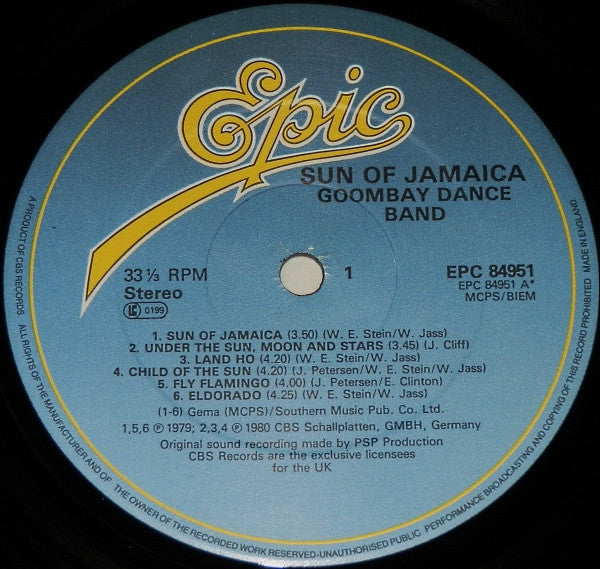 Epic
SUN OF JAMAICA
GOOMBAY DANCE
BAND
33⅓ RPM
Stereo
LC 0199
1
EPC 84951
EPC 84951 A*
MCPS/BIEM
1. SUN OF JAMAICA (3.50) (W. E. Stein/W. Jass)
2. UNDER THE SUN, MOON AND STARS (3.45) (J. Cliff)
3. LAND HO (4.20) (W. E. Stein/W. Jass)
4. CHILD OF THE SUN (4.20) (J. Petersen/W. E. Stein/W. Jass)
5. FLY FLAMINGO (4.00) (J. Petersen/E. Clinton)
6. ELDORADO (4.25) (W. E. Stein/W. Jass)
(1-6) Gema (MCPS)/Southern Music Pub. Co. Ltd.
1,5,6 ℗ 1979; 2,3,4 ℗ 1980 CBS Schallplatten, GMBH, Germany
Original sound recording made by PSP Production
CBS Records are the exclusive licensees
for the UK
A PRODUCT OF CBS RECORDS. ALL RIGHTS OF THE MANUFACTURER AND OF THE OWNER OF THE RECORDED WORK RESERVED-UNAUTHORISED PUBLIC PERFORMANCE BROADCASTING AND COPYING OF THIS RECORD PROHIBITED. MADE IN ENGLAND.